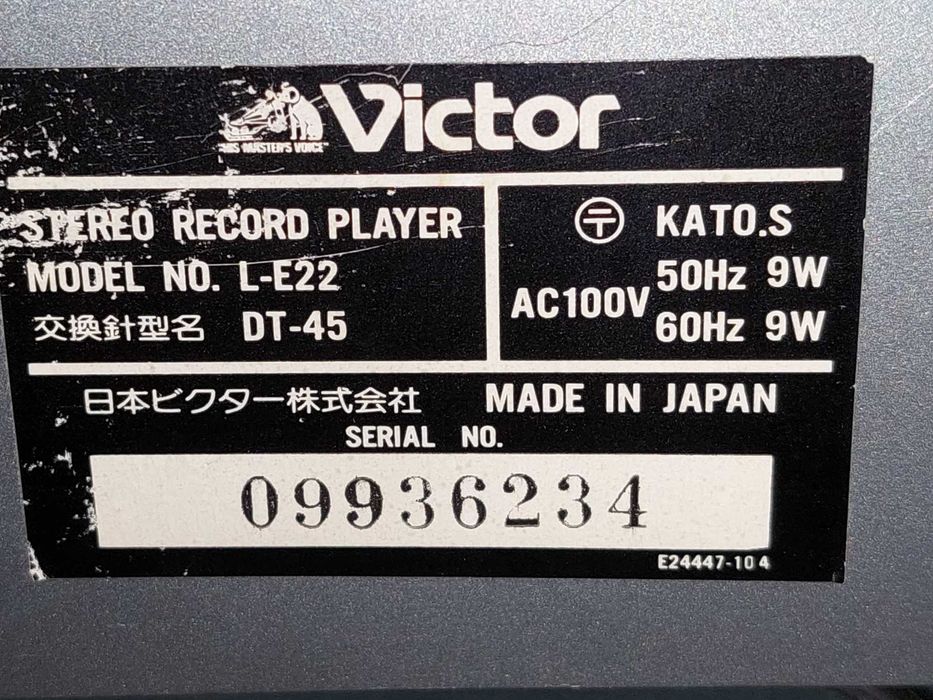 "HIS MASTER'S VOICE"
Victor
STEREO RECORD PLAYER
MODEL NO. L-E22
交換針型名 DT-45
〒 KATO.S
AC100V
50Hz 9W
60Hz 9W
日本ビクター株式会社 MADE IN JAPAN
SERIAL NO.
09936234
E24447-104